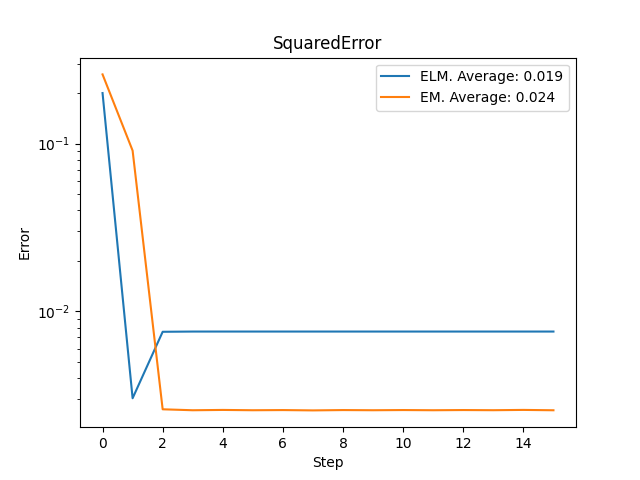 SquaredError
ELM. Average: 0.019
EM. Average: 0.024
10⁻¹
10⁻²
Error
0 2 4 6 8 10 12 14
Step